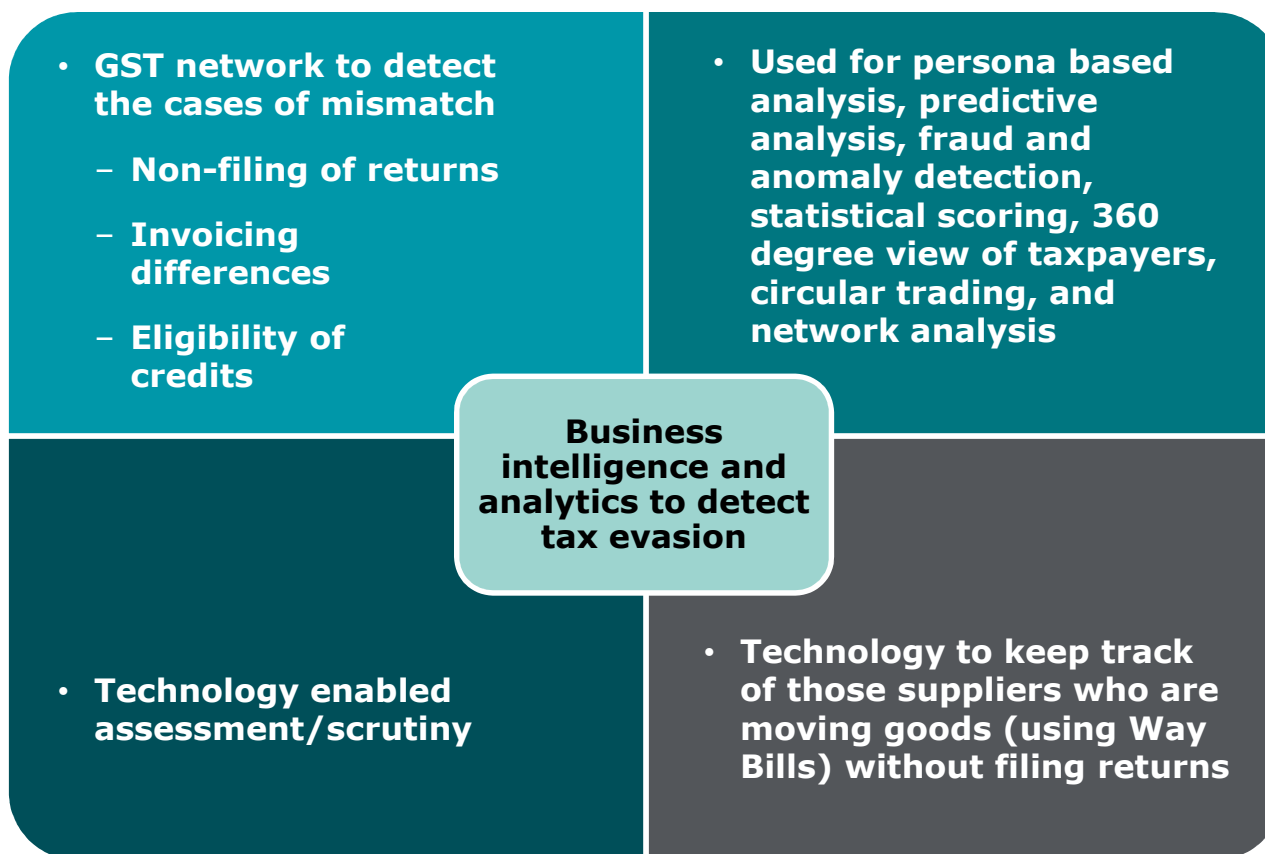 • GST network to detect
the cases of mismatch
– Non-filing of returns
– Invoicing
differences
– Eligibility of
credits
• Used for persona based
analysis, predictive
analysis, fraud and
anomaly detection,
statistical scoring, 360
degree view of taxpayers,
circular trading, and
network analysis
Business
intelligence and
analytics to detect
tax evasion
• Technology enabled
assessment/scrutiny
• Technology to keep track
of those suppliers who are
moving goods (using Way
Bills) without filing returns